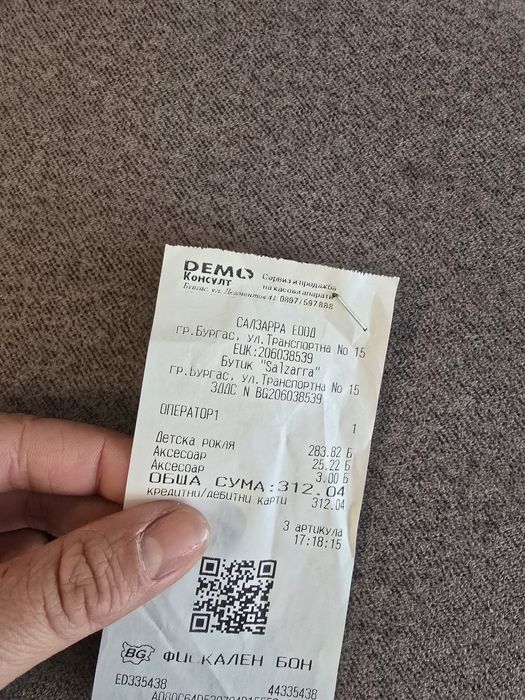 DEMO
Консулт
Сервиз и продажба
на касови апарати
Бургас, ул. Лермонтов 41 0897/597888
САЛЗАРРА ЕООД
гр.Бургас, ул.Транспортна No 15
ЕИК:206038539
Бутик "Salzarra"
гр.Бургас, ул.Транспортна No 15
ЗДДС N BG206038539
ОПЕРАТОР1 1
Детска рокля 283.82 Б
Аксесоар 25.22 Б
Аксесоар 3.00 Б
ОБЩА СУМА:312.04
кредитни/дебитни карти 312.04
3 артикула
17:18:15
BG ФИСКАЛЕН БОН
ED335438 44335438